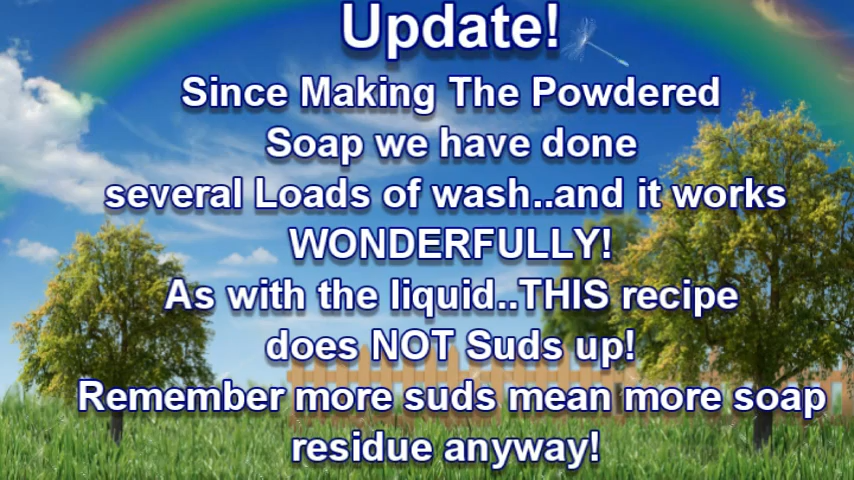 Update!
Since Making The Powdered
Soap we have done
several Loads of wash..and it works
WONDERFULLY!
As with the liquid..THIS recipe
does NOT Suds up!
Remember more suds mean more soap
residue anyway!